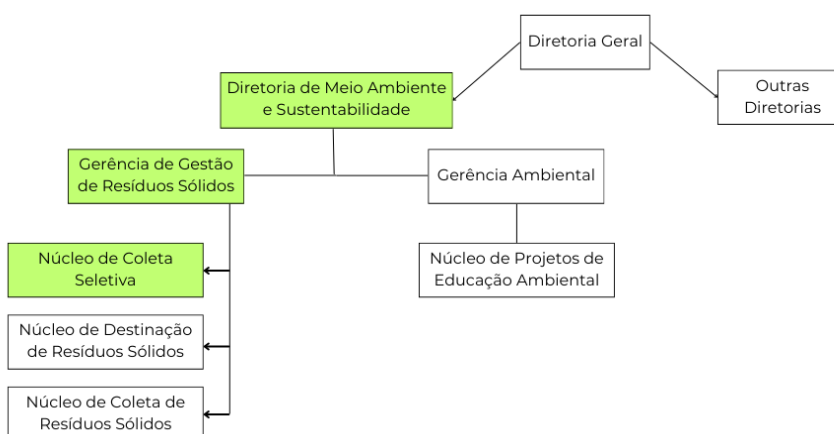 Diretoria Geral
Diretoria de Meio Ambiente
e Sustentabilidade
Outras
Diretorias
Gerência de Gestão
de Resíduos Sólidos
Gerência Ambiental
Núcleo de Coleta
Seletiva
Núcleo de Projetos de
Educação Ambiental
Núcleo de Destinação
de Resíduos Sólidos
Núcleo de Coleta de
Resíduos Sólidos